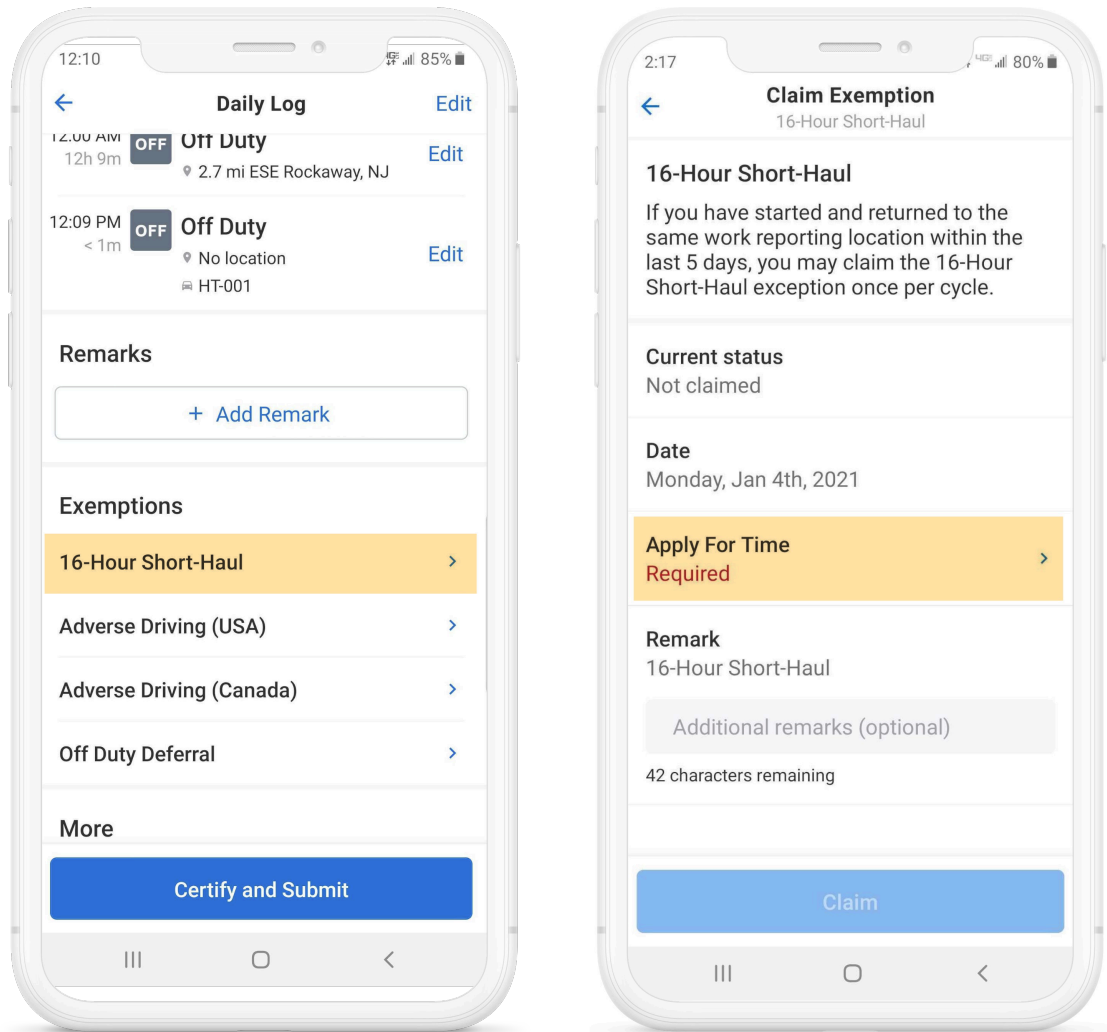 12:10
85%
Daily Log
Edit
12:00 AM
OFF
Off Duty
Edit
12h 9m
2.7 mi ESE Rockaway, NJ
12:09 PM
OFF
Off Duty
Edit
< 1m
No location
HT-001
Remarks
+ Add Remark
Exemptions
16-Hour Short-Haul
Adverse Driving (USA)
Adverse Driving (Canada)
Off Duty Deferral
More
Certify and Submit
2:17
80%
Claim Exemption
16-Hour Short-Haul
16-Hour Short-Haul
If you have started and returned to the
same work reporting location within the
last 5 days, you may claim the 16-Hour
Short-Haul exception once per cycle.
Current status
Not claimed
Date
Monday, Jan 4th, 2021
Apply For Time
Required
Remark
16-Hour Short-Haul
Additional remarks (optional)
42 characters remaining
Claim